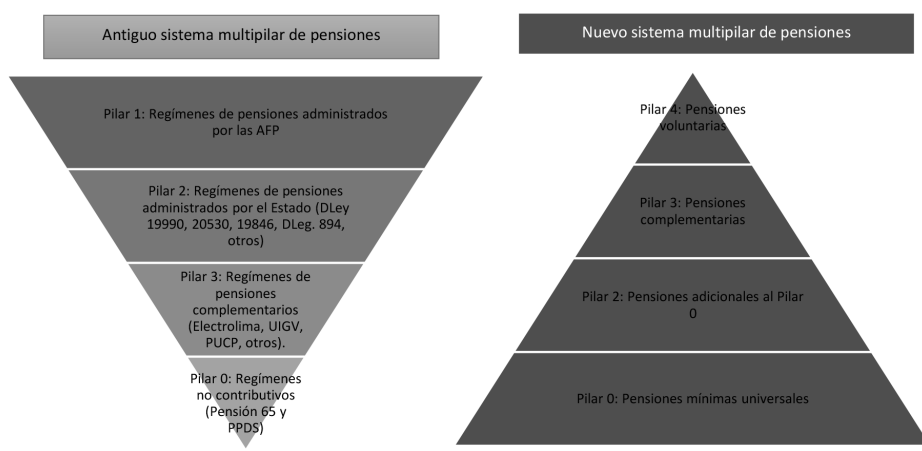 Antiguo sistema multipilar de pensiones
Pilar 1: Regímenes de pensiones administrados
por las AFP
Pilar 2: Regímenes de pensiones
administrados por el Estado (DLey
19990, 20530, 19846, DLeg. 894,
otros)
Pilar 3: Regímenes de
pensiones
complementarios
(Electrolima, UIGV,
PUCP, otros).
Pilar 0: Regímenes
no contributivos
(Pensión 65 y
PPDS)
Nuevo sistema multipilar de pensiones
Pilar 4: Pensiones
voluntarias
Pilar 3: Pensiones
complementarias
Pilar 2: Pensiones adicionales al Pilar
0
Pilar 0: Pensiones mínimas universales